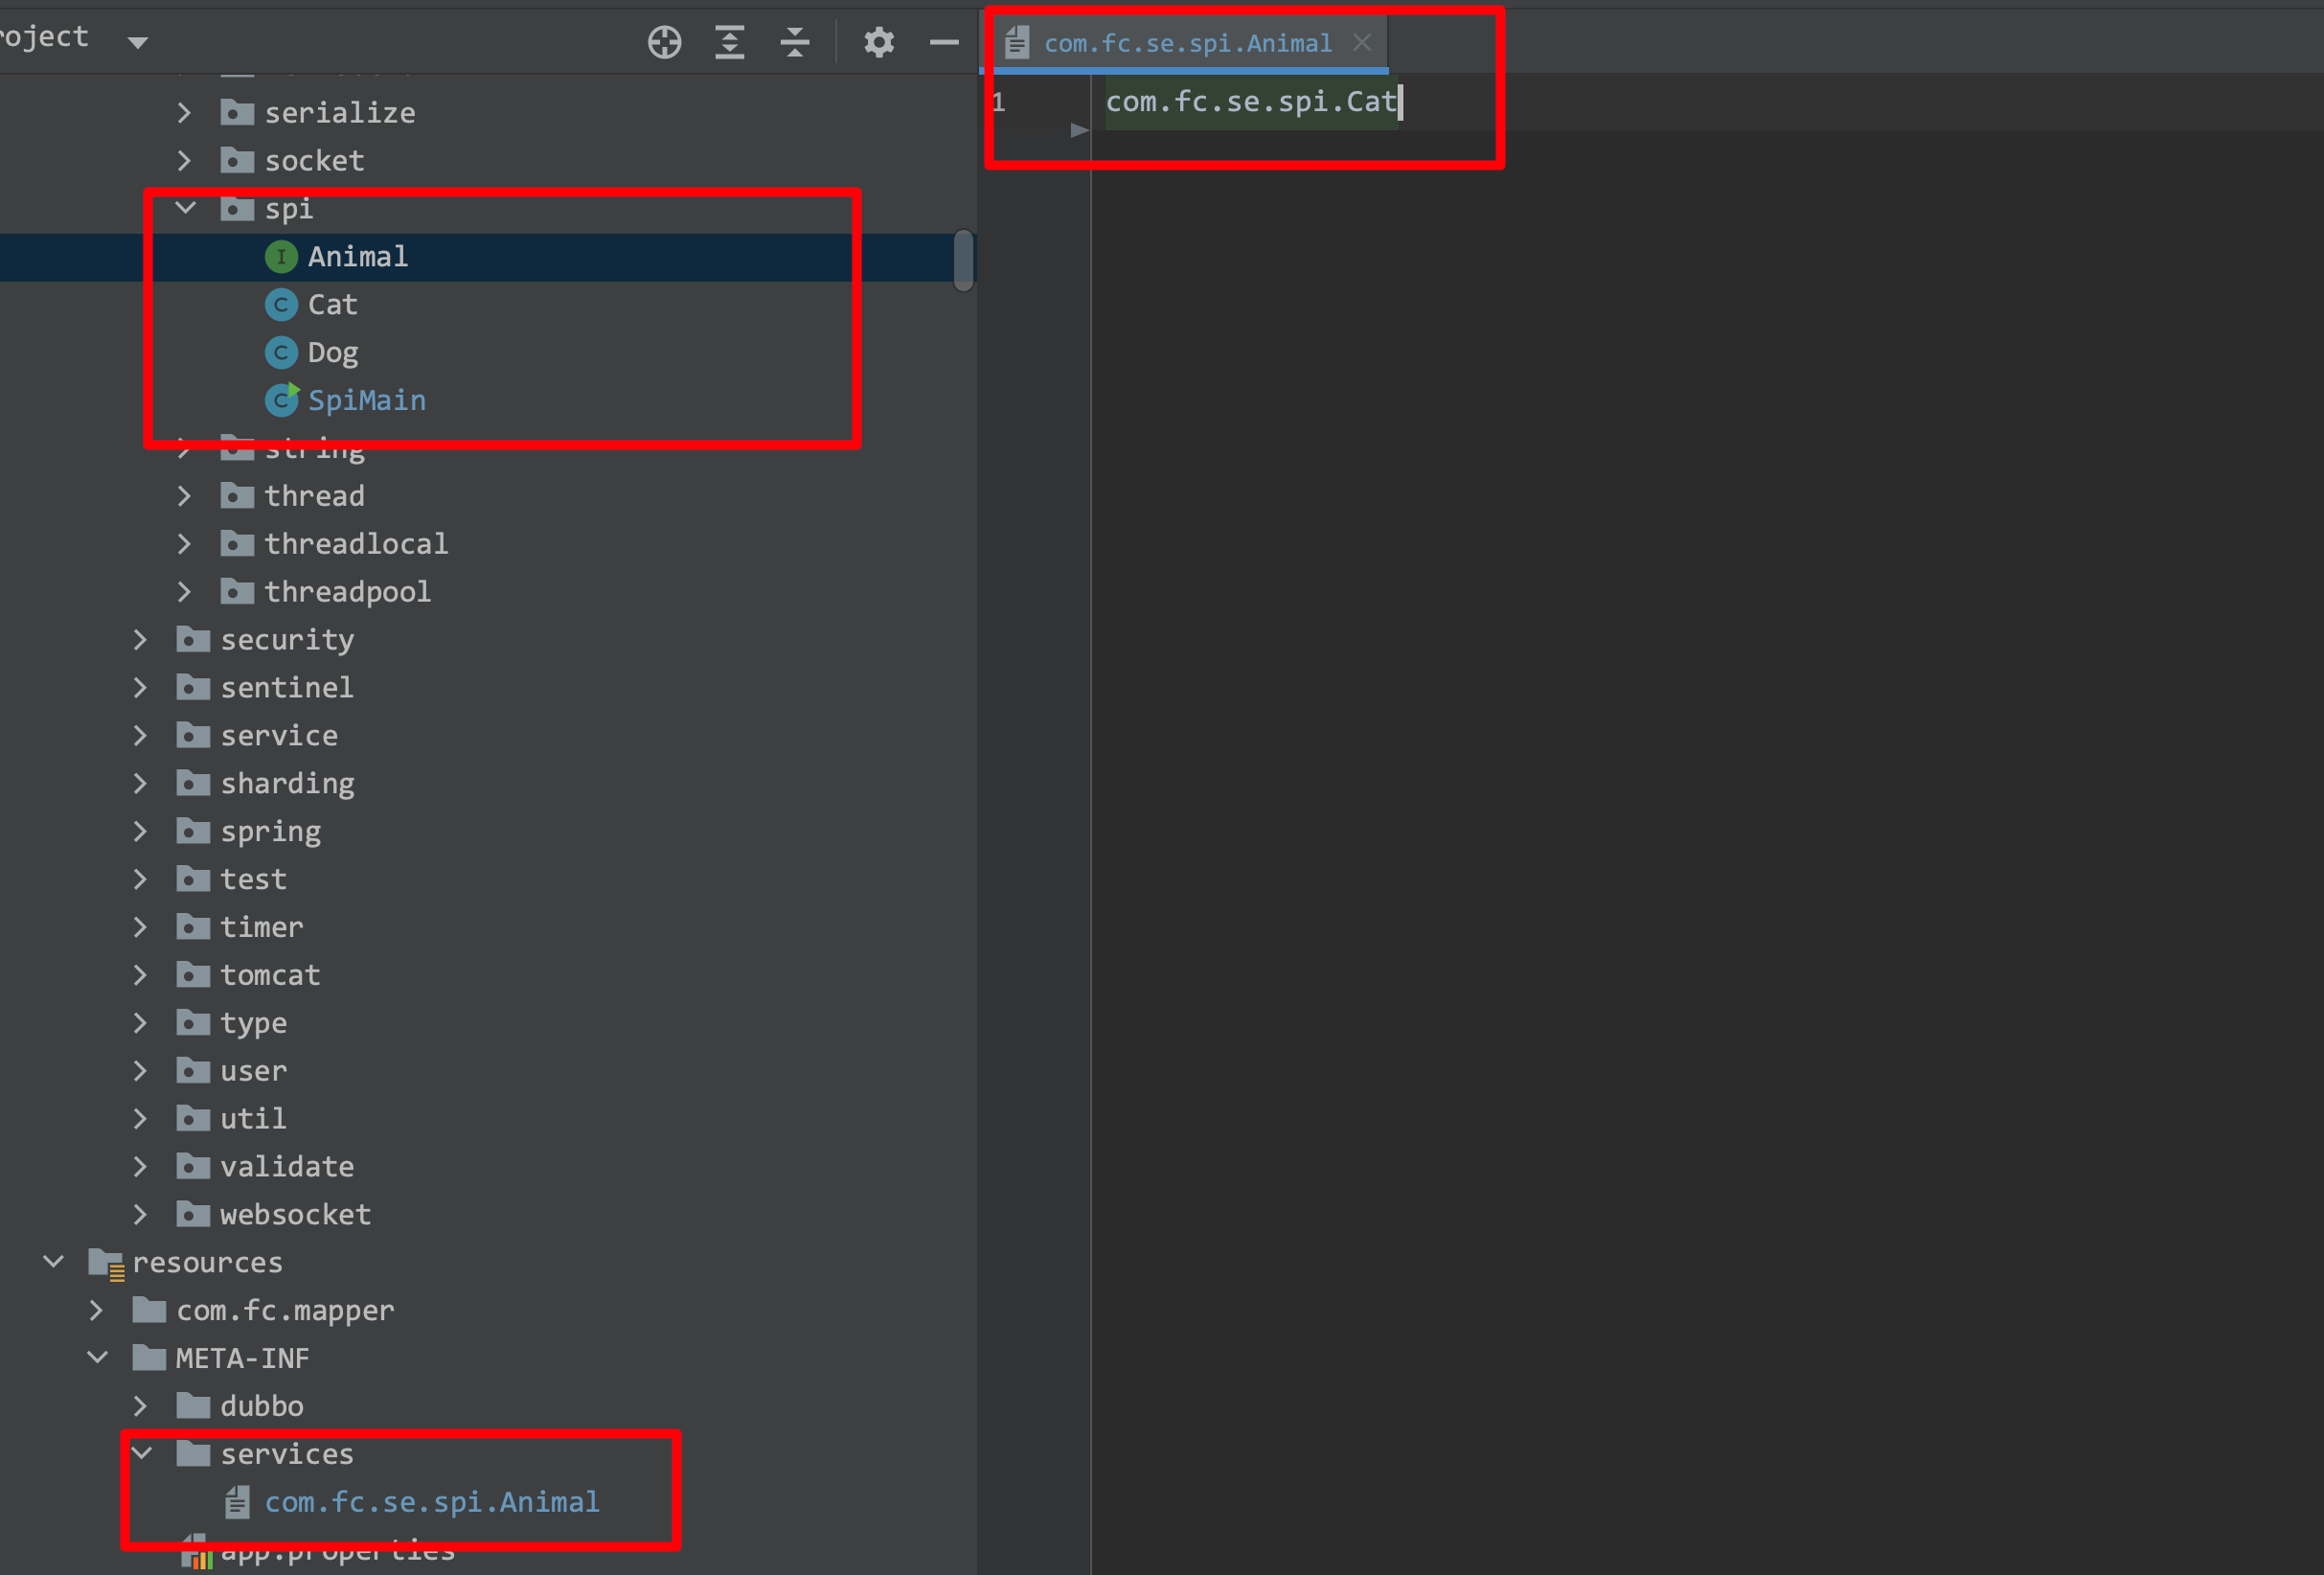 roject
serialize
socket
spi
Animal
Cat
Dog
SpiMain
string
thread
threadlocal
threadpool
security
sentinel
service
sharding
spring
test
timer
tomcat
type
user
util
validate
websocket
resources
com.fc.mapper
META-INF
dubbo
services
com.fc.se.spi.Animal
app.properties
com.fc.se.spi.Animal
1 com.fc.se.spi.Cat